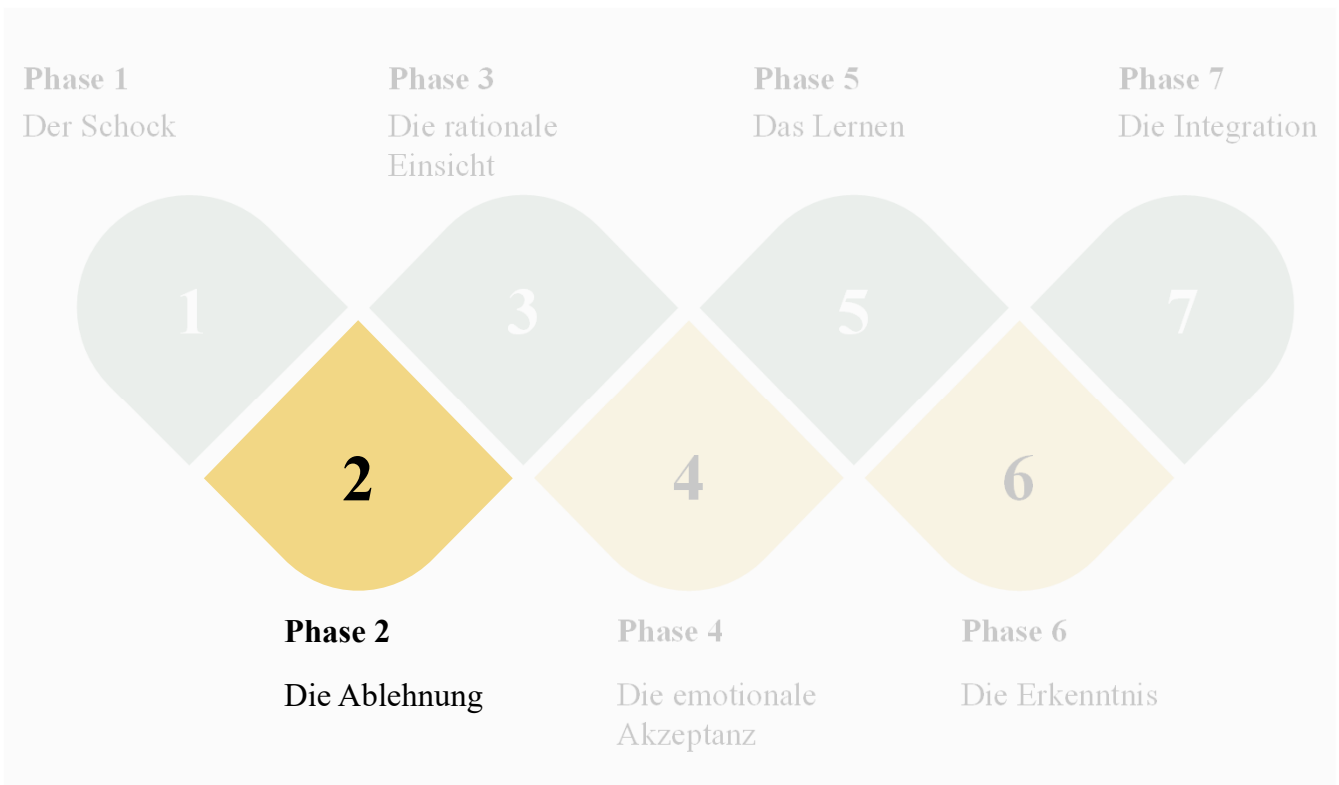 Phase 1
Der Schock
Phase 3
Die rationale
Einsicht
Phase 5
Das Lernen
Phase 7
Die Integration
1
3
5
7
2
4
6
Phase 2
Die Ablehnung
Phase 4
Die emotionale
Akzeptanz
Phase 6
Die Erkenntnis